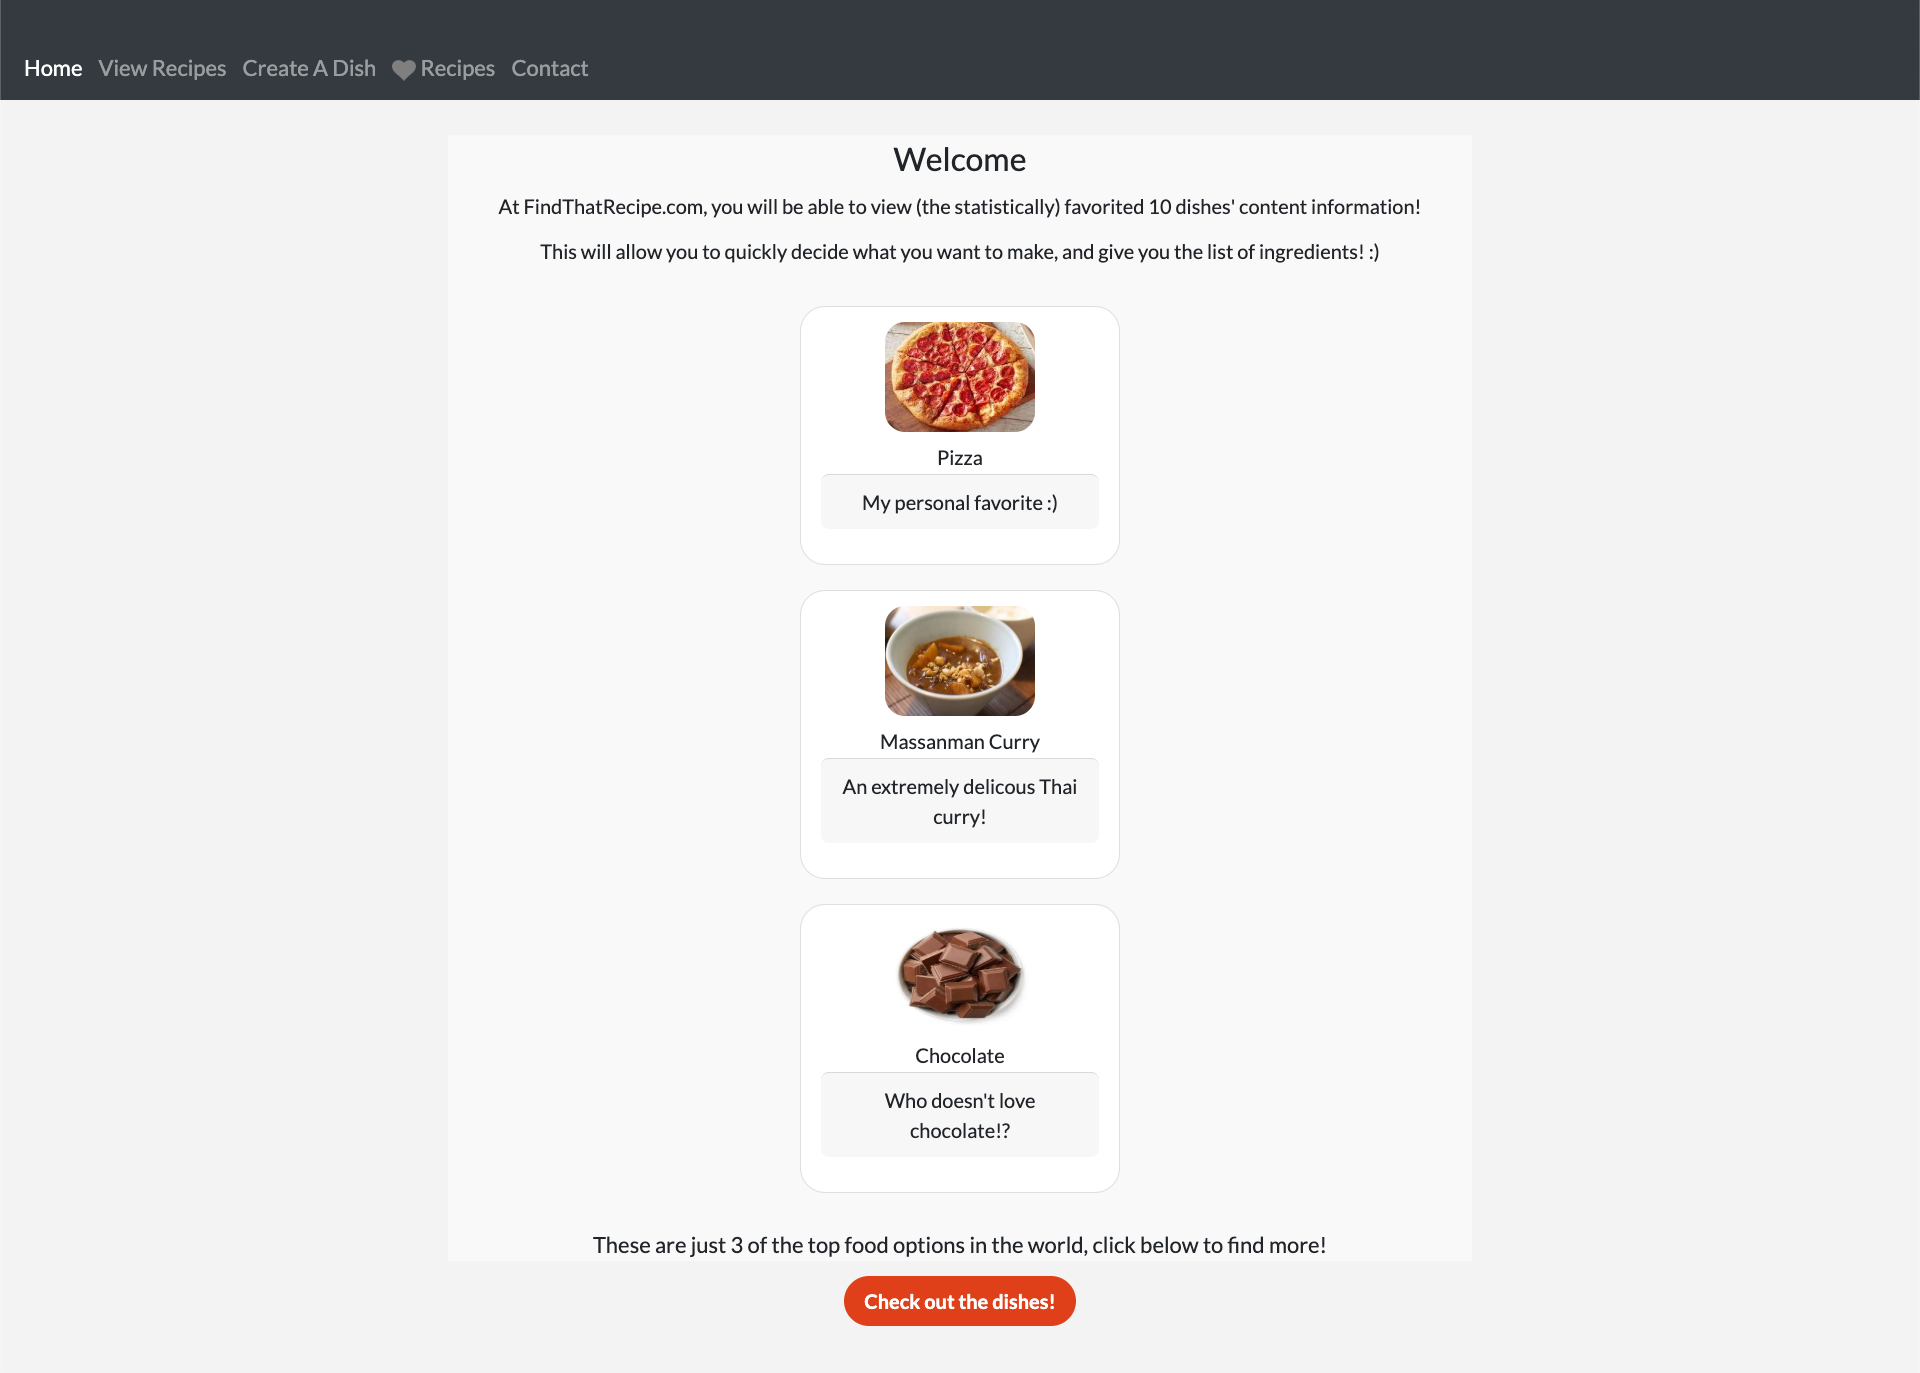 Home View Recipes Create A Dish Recipes Contact
Welcome
At FindThatRecipe.com, you will be able to view (the statistically) favorited 10 dishes' content information!
This will allow you to quickly decide what you want to make, and give you the list of ingredients! :)
Pizza
My personal favorite :)
Massanman Curry
An extremely delicous Thai
curry!
Chocolate
Who doesn't love
chocolate!?
These are just 3 of the top food options in the world, click below to find more!
Check out the dishes!